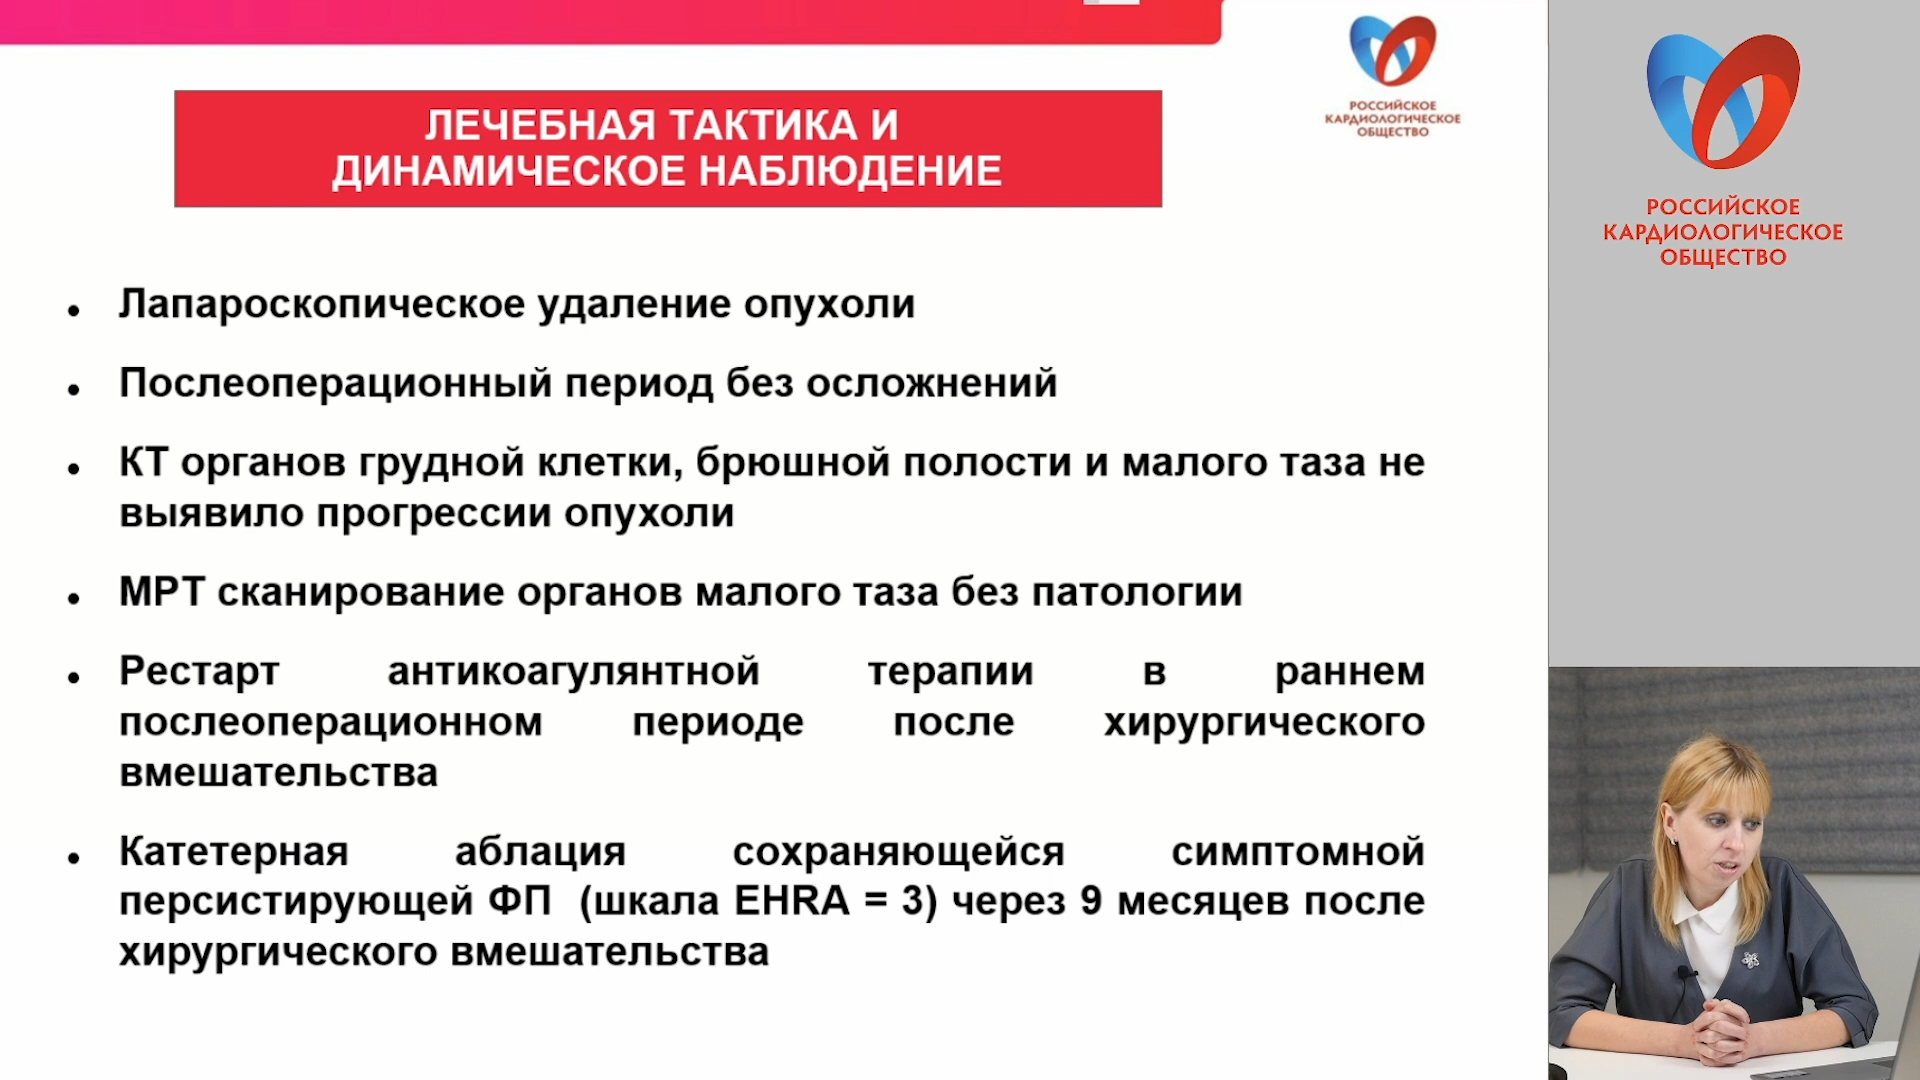 РОССИЙСКОЕ
КАРДИОЛОГИЧЕСКОЕ
ОБЩЕСТВО
ЛЕЧЕБНАЯ ТАКТИКА И
ДИНАМИЧЕСКОЕ НАБЛЮДЕНИЕ
• Лапароскопическое удаление опухоли
• Послеоперационный период без осложнений
• КТ органов грудной клетки, брюшной полости и малого таза не
выявило прогрессии опухоли
• МРТ сканирование органов малого таза без патологии
• Рестарт антикоагулянтной терапии в раннем
послеоперационном периоде после хирургического
вмешательства
• Катетерная аблация сохраняющейся симптомной
персистирующей ФП (шкала EHRA = 3) через 9 месяцев после
хирургического вмешательства
РОССИЙСКОЕ
КАРДИОЛОГИЧЕСКОЕ
ОБЩЕСТВО